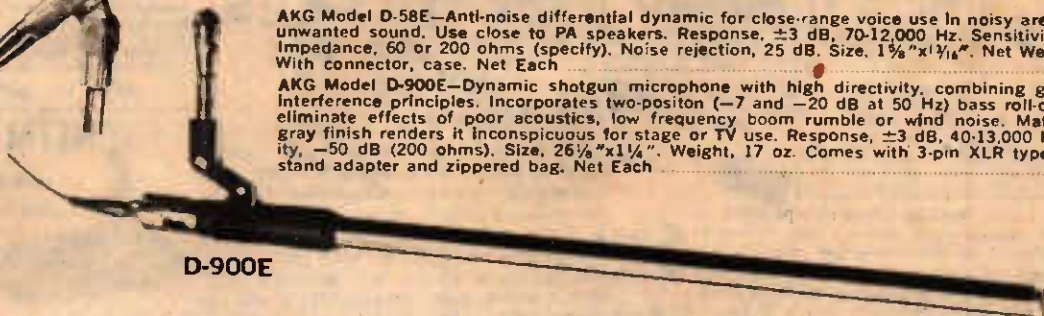 AKG Model D-58E—Anti-noise differential dynamic for close-range voice use in noisy are
unwanted sound. Use close to PA speakers. Response, ±3 dB, 70-12,000 Hz. Sensitivi
Impedance, 60 or 200 ohms (specify). Noise rejection, 25 dB. Size, 1⅝"x1³⁄₁₆". Net We
With connector, case. Net Each
AKG Model D-900E—Dynamic shotgun microphone with high directivity, combining g
interference principles. Incorporates two-positon (−7 and −20 dB at 50 Hz) bass roll-o
eliminate effects of poor acoustics, low frequency boom rumble or wind noise. Mat
gray finish renders it inconspicuous for stage or TV use. Response, ±3 dB, 40-13,000 
ity, −50 dB (200 ohms). Size, 26⅛"x1¼". Weight, 17 oz. Comes with 3-pin XLR type
stand adapter and zippered bag. Net Each
D-900E